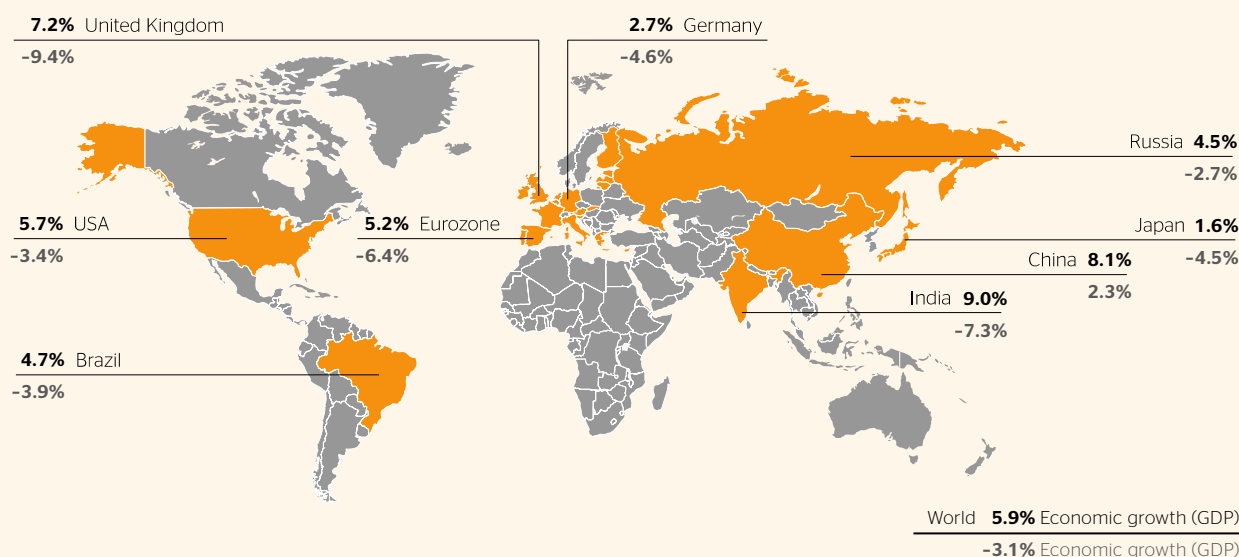 7.2% United Kingdom
-9.4%
2.7% Germany
-4.6%
Russia 4.5%
-2.7%
5.7% USA
-3.4%
5.2% Eurozone
-6.4%
Japan 1.6%
-4.5%
China 8.1%
2.3%
India 9.0%
-7.3%
4.7% Brazil
-3.9%
World 5.9% Economic growth (GDP)
-3.1% Economic growth (GDP)